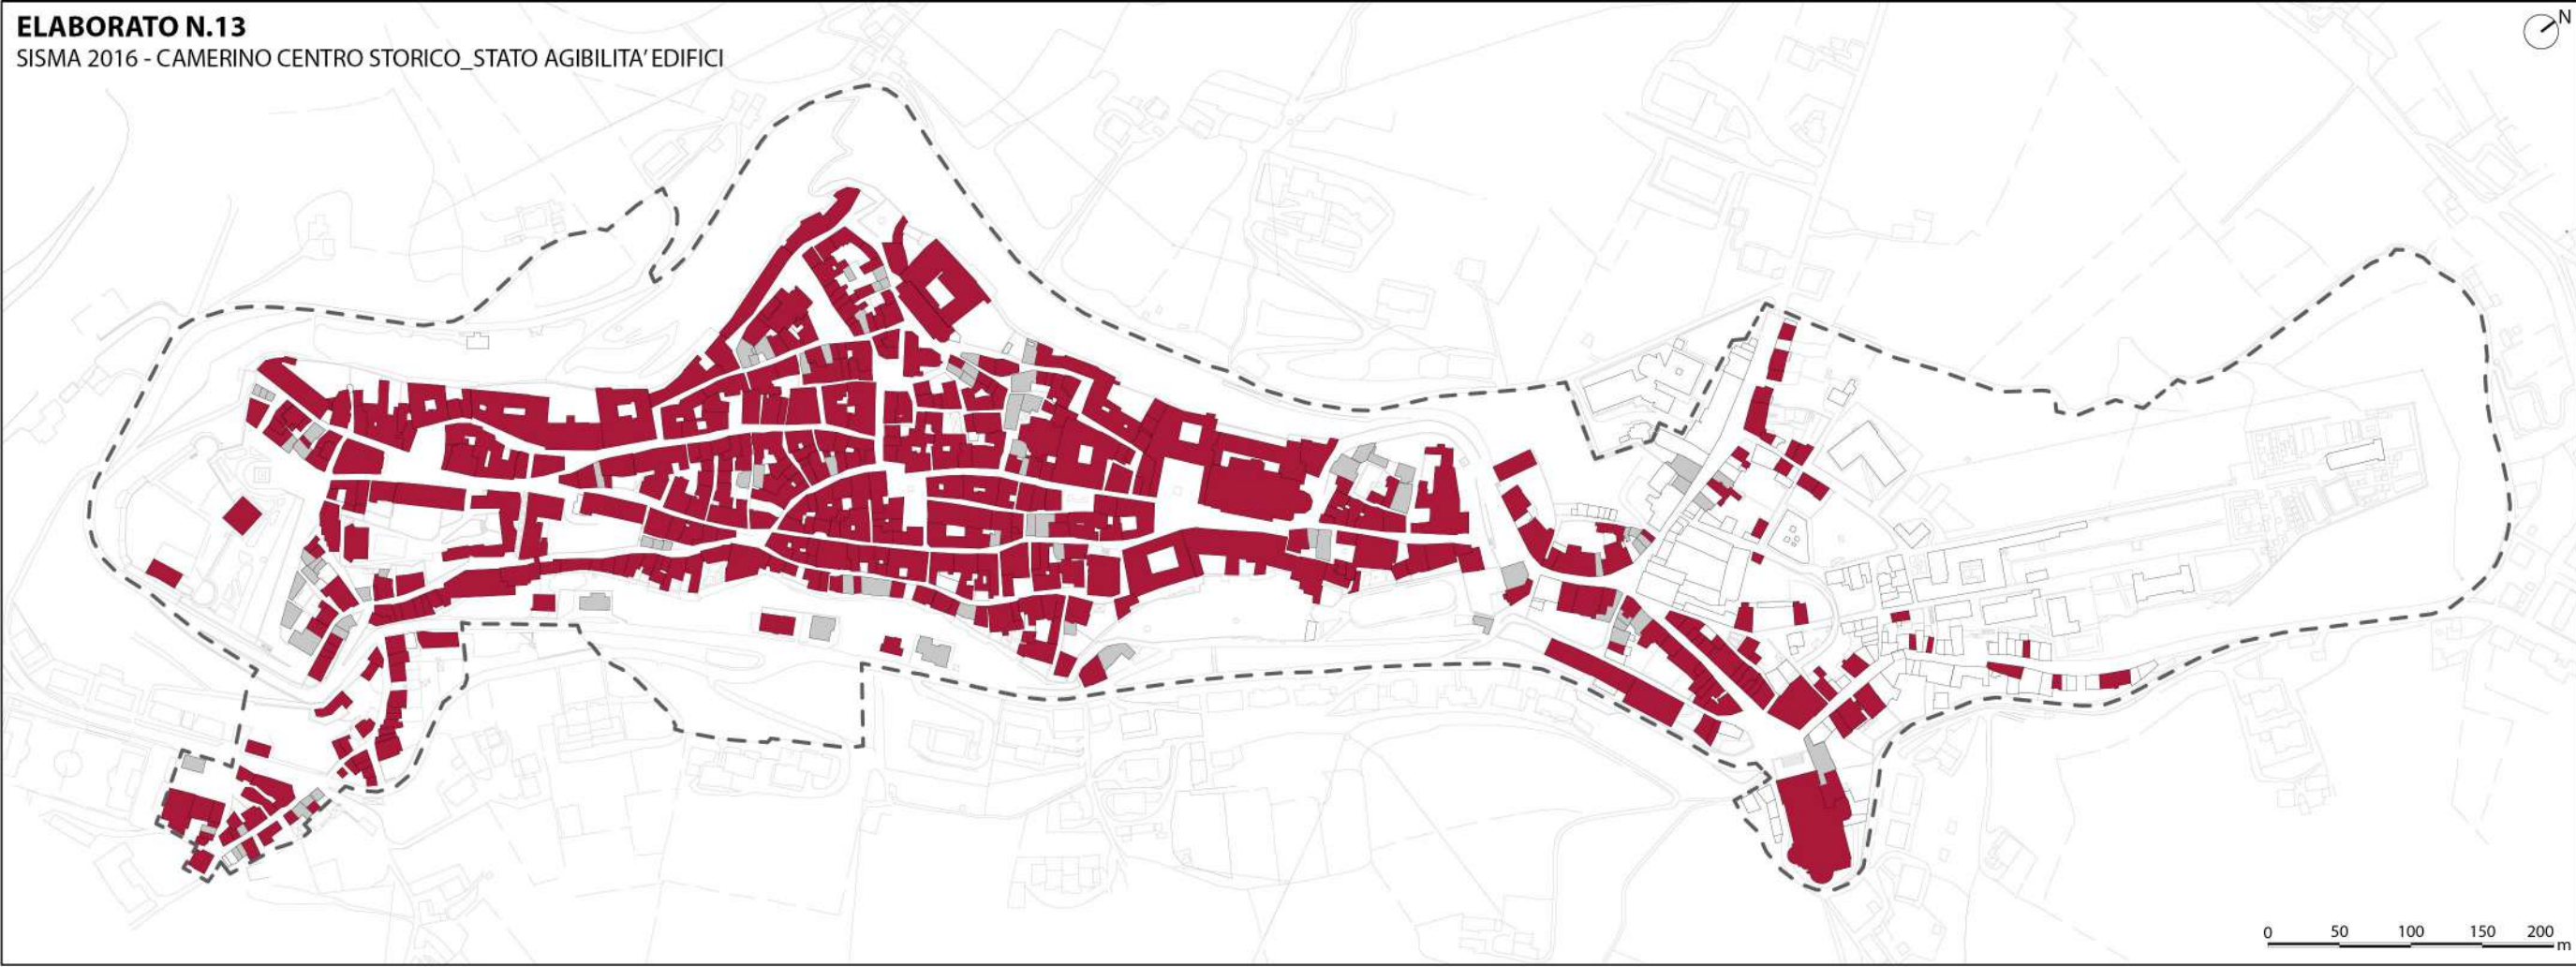 ELABORATO N.13
SISMA 2016 - CAMERINO CENTRO STORICO_STATO AGIBILITA' EDIFICI
N
0 50 100 150 200 m